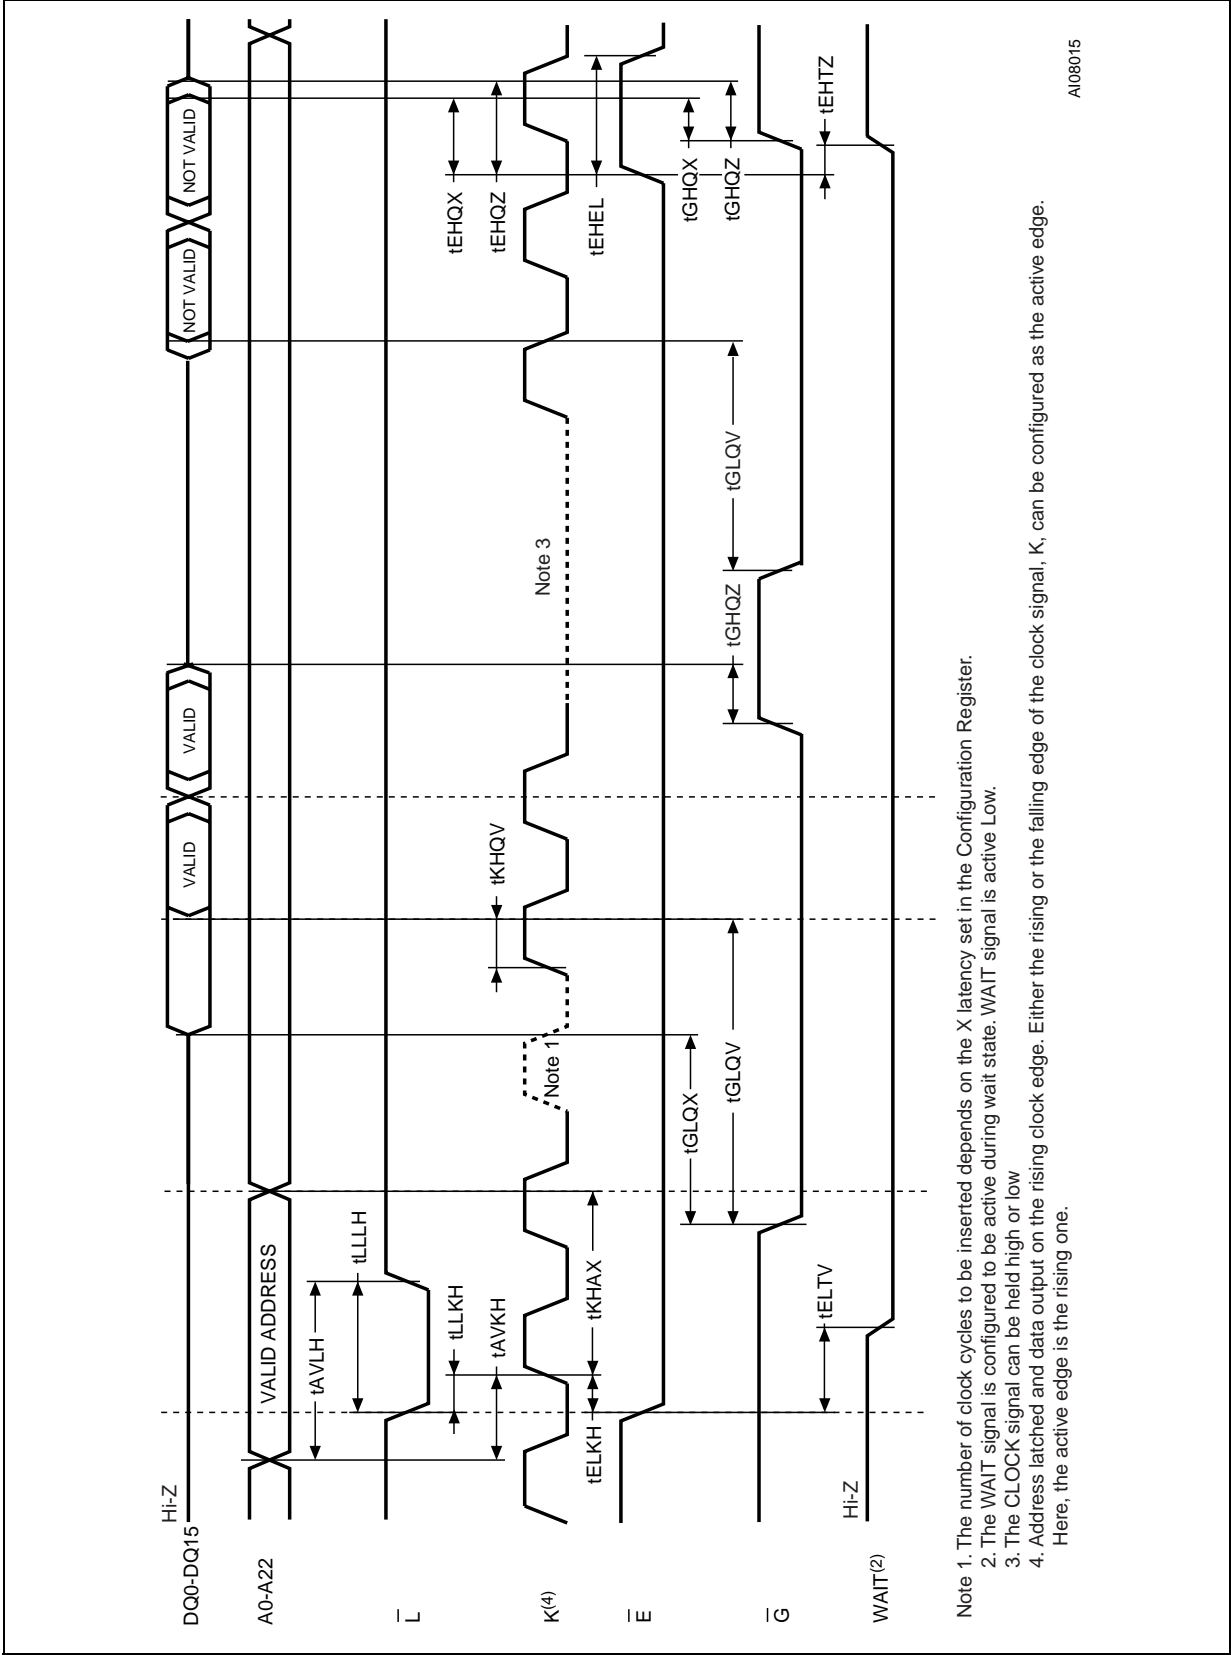 Hi-Z
DQ0-DQ15
VALID
VALID
NOT VALID
NOT VALID
A0-A22
VALID ADDRESS
tAVLH
tLLLH
L
tLLKH
tAVKH
tKHQV
tEHQX
tEHQZ
K(4)
Note 1
Note 3
tELKH
tKHAX
tEHEL
E
tGLQX
tGHQX
tGLQV
tGHQZ
tGLQV
tGHQZ
G
tELTV
tEHTZ
Hi-Z
WAIT(2)
Note 1. The number of clock cycles to be inserted depends on the X latency set in the Configuration Register.
2. The WAIT signal is configured to be active during wait state. WAIT signal is active Low.
3. The CLOCK signal can be held high or low
4. Address latched and data output on the rising clock edge. Either the rising or the falling edge of the clock signal, K, can be configured as the active edge.
Here, the active edge is the rising one.
AI08015